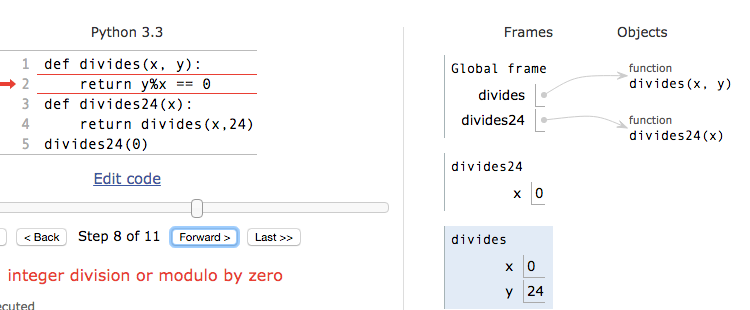 Python 3.3
1 def divides(x, y):
2     return y%x == 0
3 def divides24(x):
4     return divides(x,24)
5 divides24(0)
Edit code
< Back Step 8 of 11 Forward > Last >>
integer division or modulo by zero
ecuted
Frames Objects
Global frame
divides
divides24
function
divides(x, y)
function
divides24(x)
divides24
x 0
divides
x 0
y 24